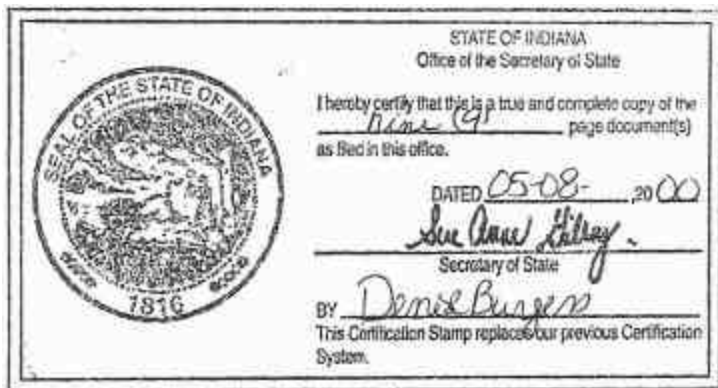 SEAL OF THE STATE OF INDIANA
1816
STATE OF INDIANA
Office of the Secretary of State
I hereby certify that this is a true and complete copy of the
nine (9) page document(s)
as filed in this office.
DATED 05-08- ,2000
Sue Anne Gilroy.
Secretary of State
BY Denise Burgess
This Certification Stamp replaces our previous Certification
System.